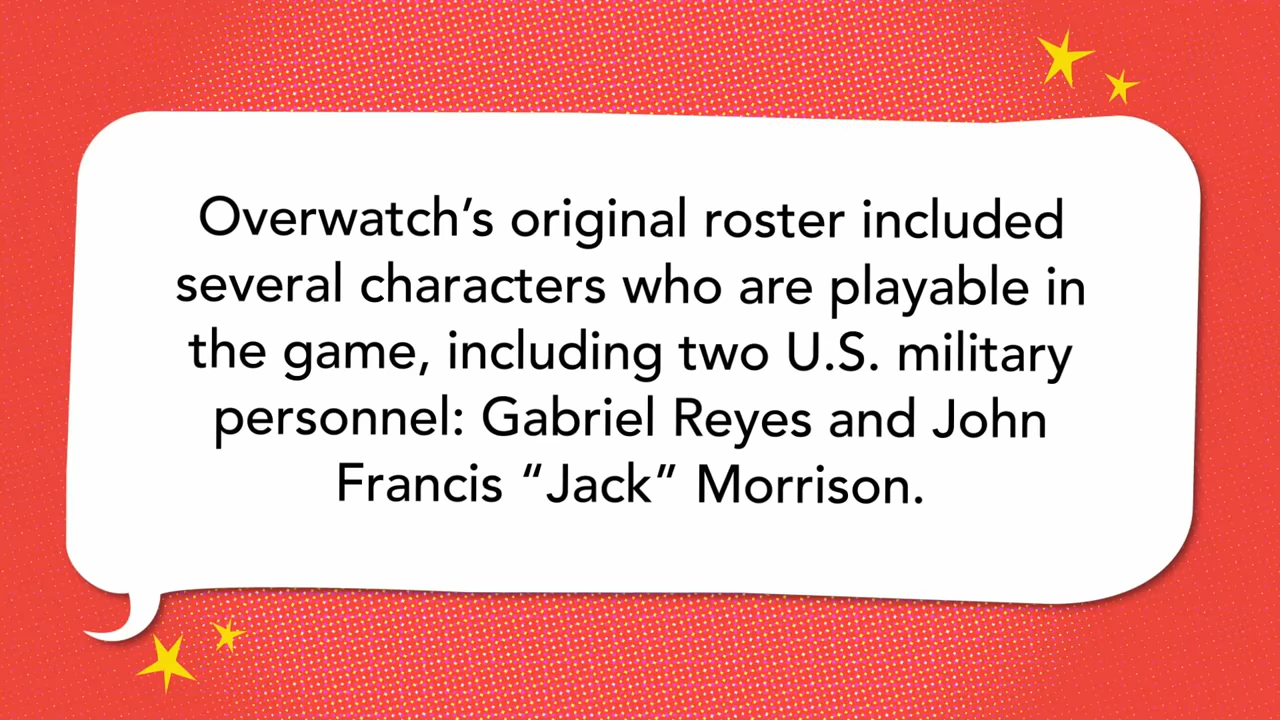 Overwatch’s original roster included
several characters who are playable in
the game, including two U.S. military
personnel: Gabriel Reyes and John
Francis “Jack” Morrison.